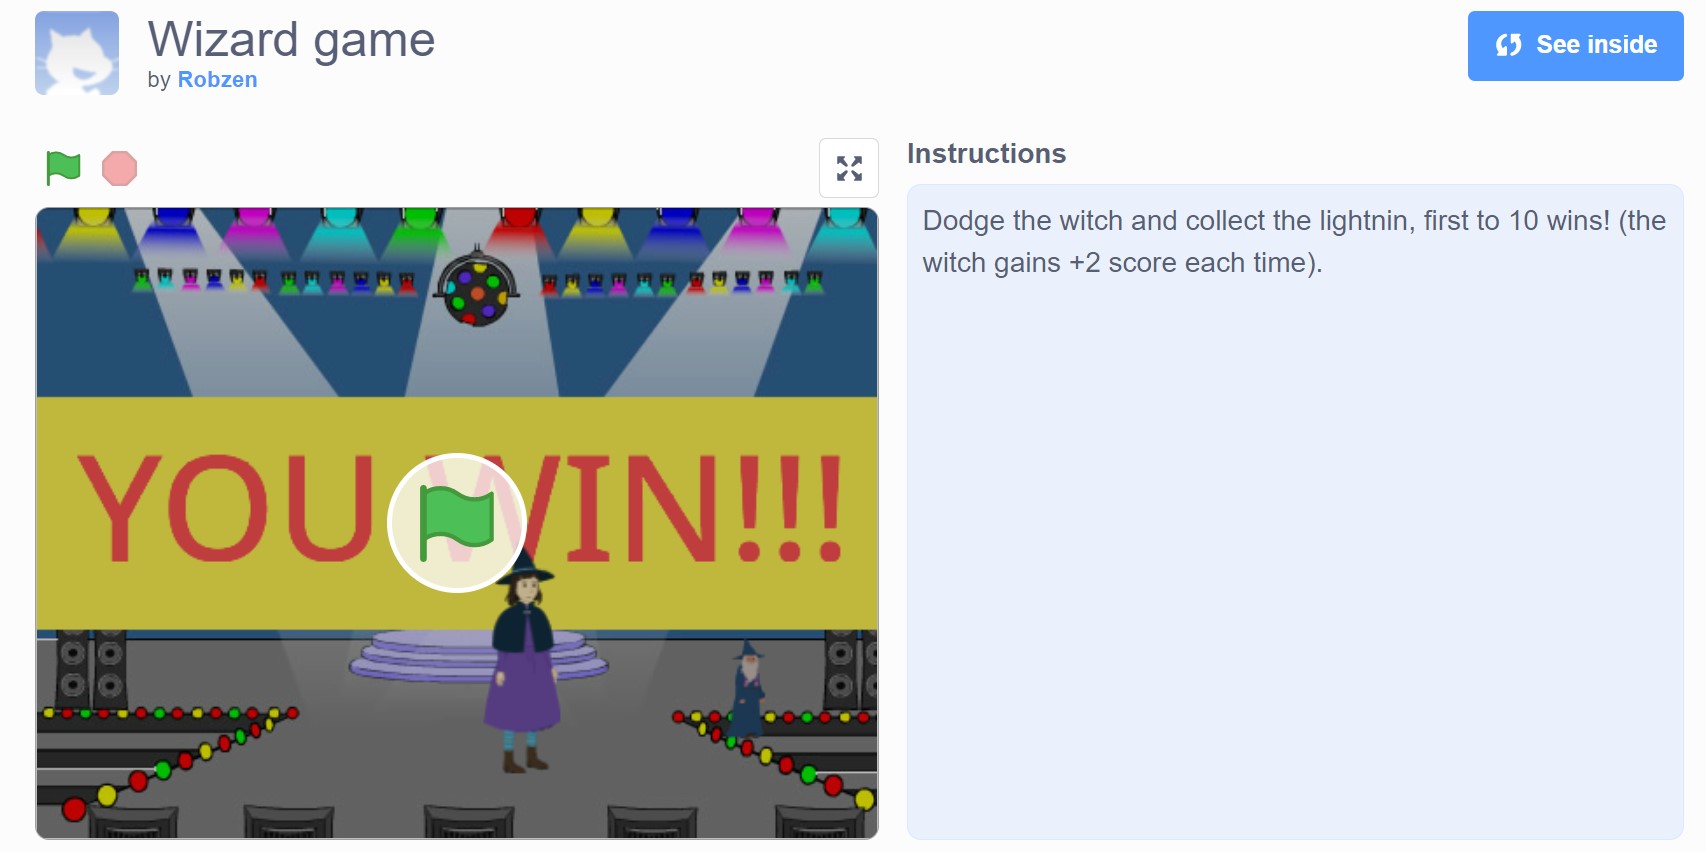 Wizard game
by Robzen
See inside
Instructions
Dodge the witch and collect the lightnin, first to 10 wins! (the
witch gains +2 score each time).
YOU WIN!!!